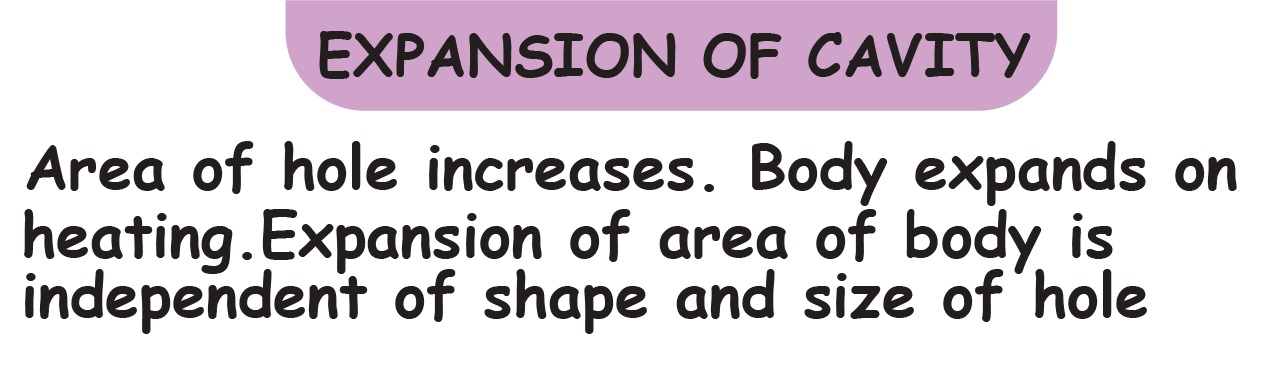 EXPANSION OF CAVITY
Area of hole increases. Body expands on
heating.Expansion of area of body is
independent of shape and size of hole